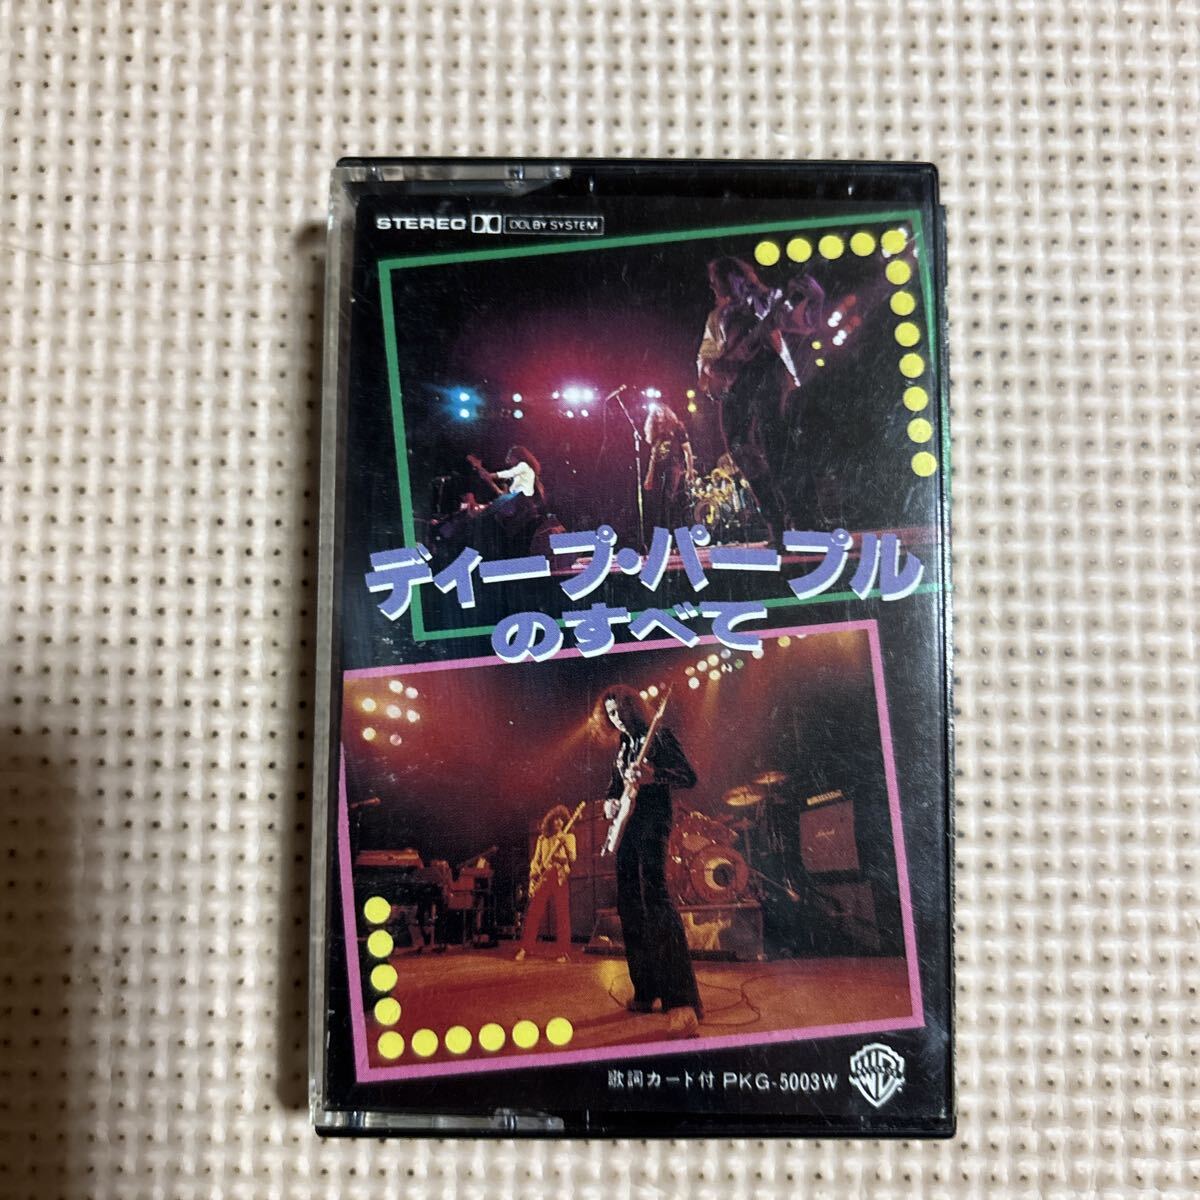 STEREO DOLBY SYSTEM
ディープ・パープル
のすべて
歌詞カード付 PKG-5003W